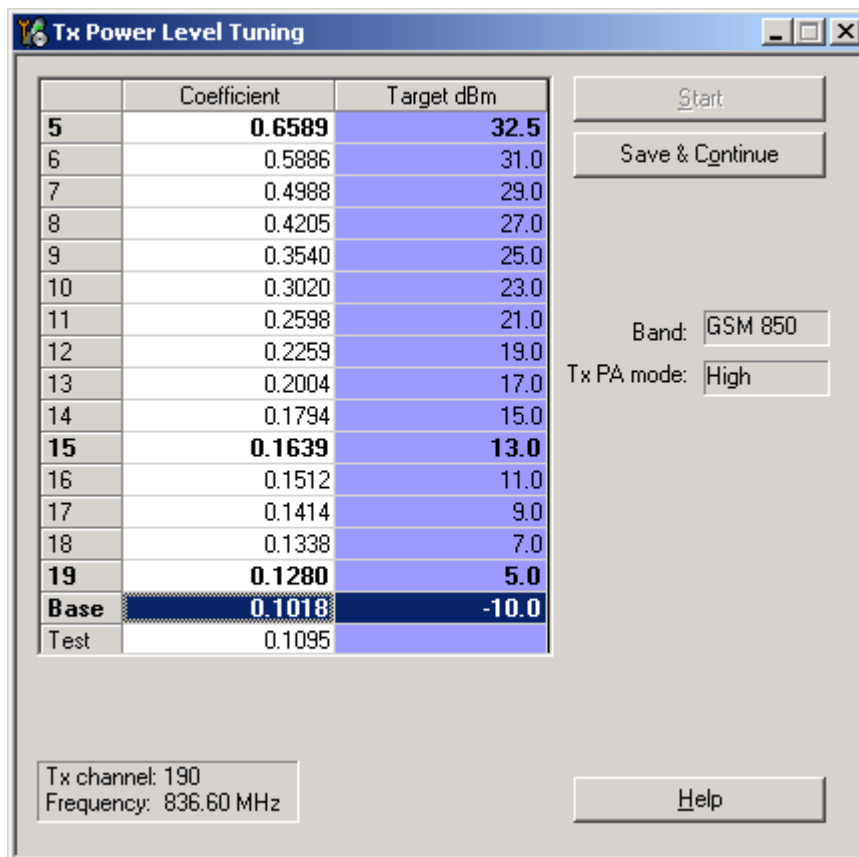 Tx Power Level Tuning
Coefficient Target dBm
5 0.6589 32.5
6 0.5886 31.0
7 0.4988 29.0
8 0.4205 27.0
9 0.3540 25.0
10 0.3020 23.0
11 0.2598 21.0
12 0.2259 19.0
13 0.2004 17.0
14 0.1794 15.0
15 0.1639 13.0
16 0.1512 11.0
17 0.1414 9.0
18 0.1338 7.0
19 0.1280 5.0
Base 0.1018 -10.0
Test 0.1095
Start
Save & Continue
Band: GSM 850
Tx PA mode: High
Tx channel: 190
Frequency: 836.60 MHz
Help